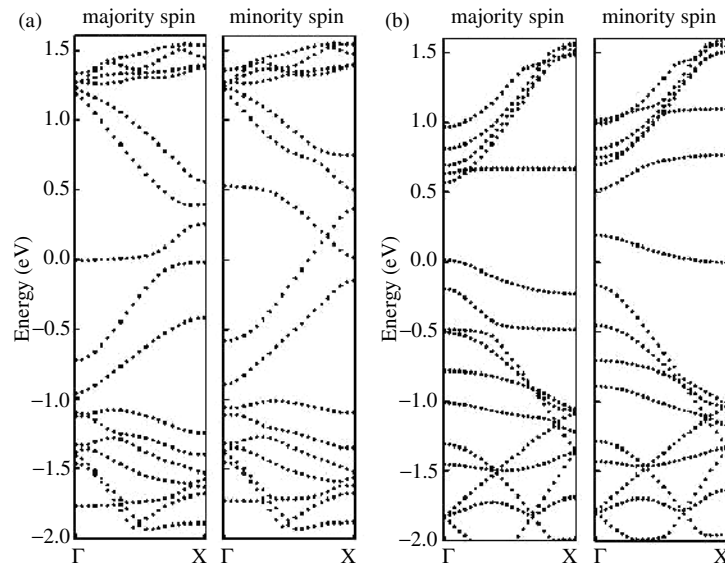 (a) majority spin minority spin (b) majority spin minority spin
1.5 1.5
1.0 1.0
0.5 0.5
0.0 0.0
Energy (eV) Energy (eV)
−0.5 −0.5
−1.0 −1.0
−1.5 −1.5
−2.0 −2.0
Γ X Γ X Γ X Γ X